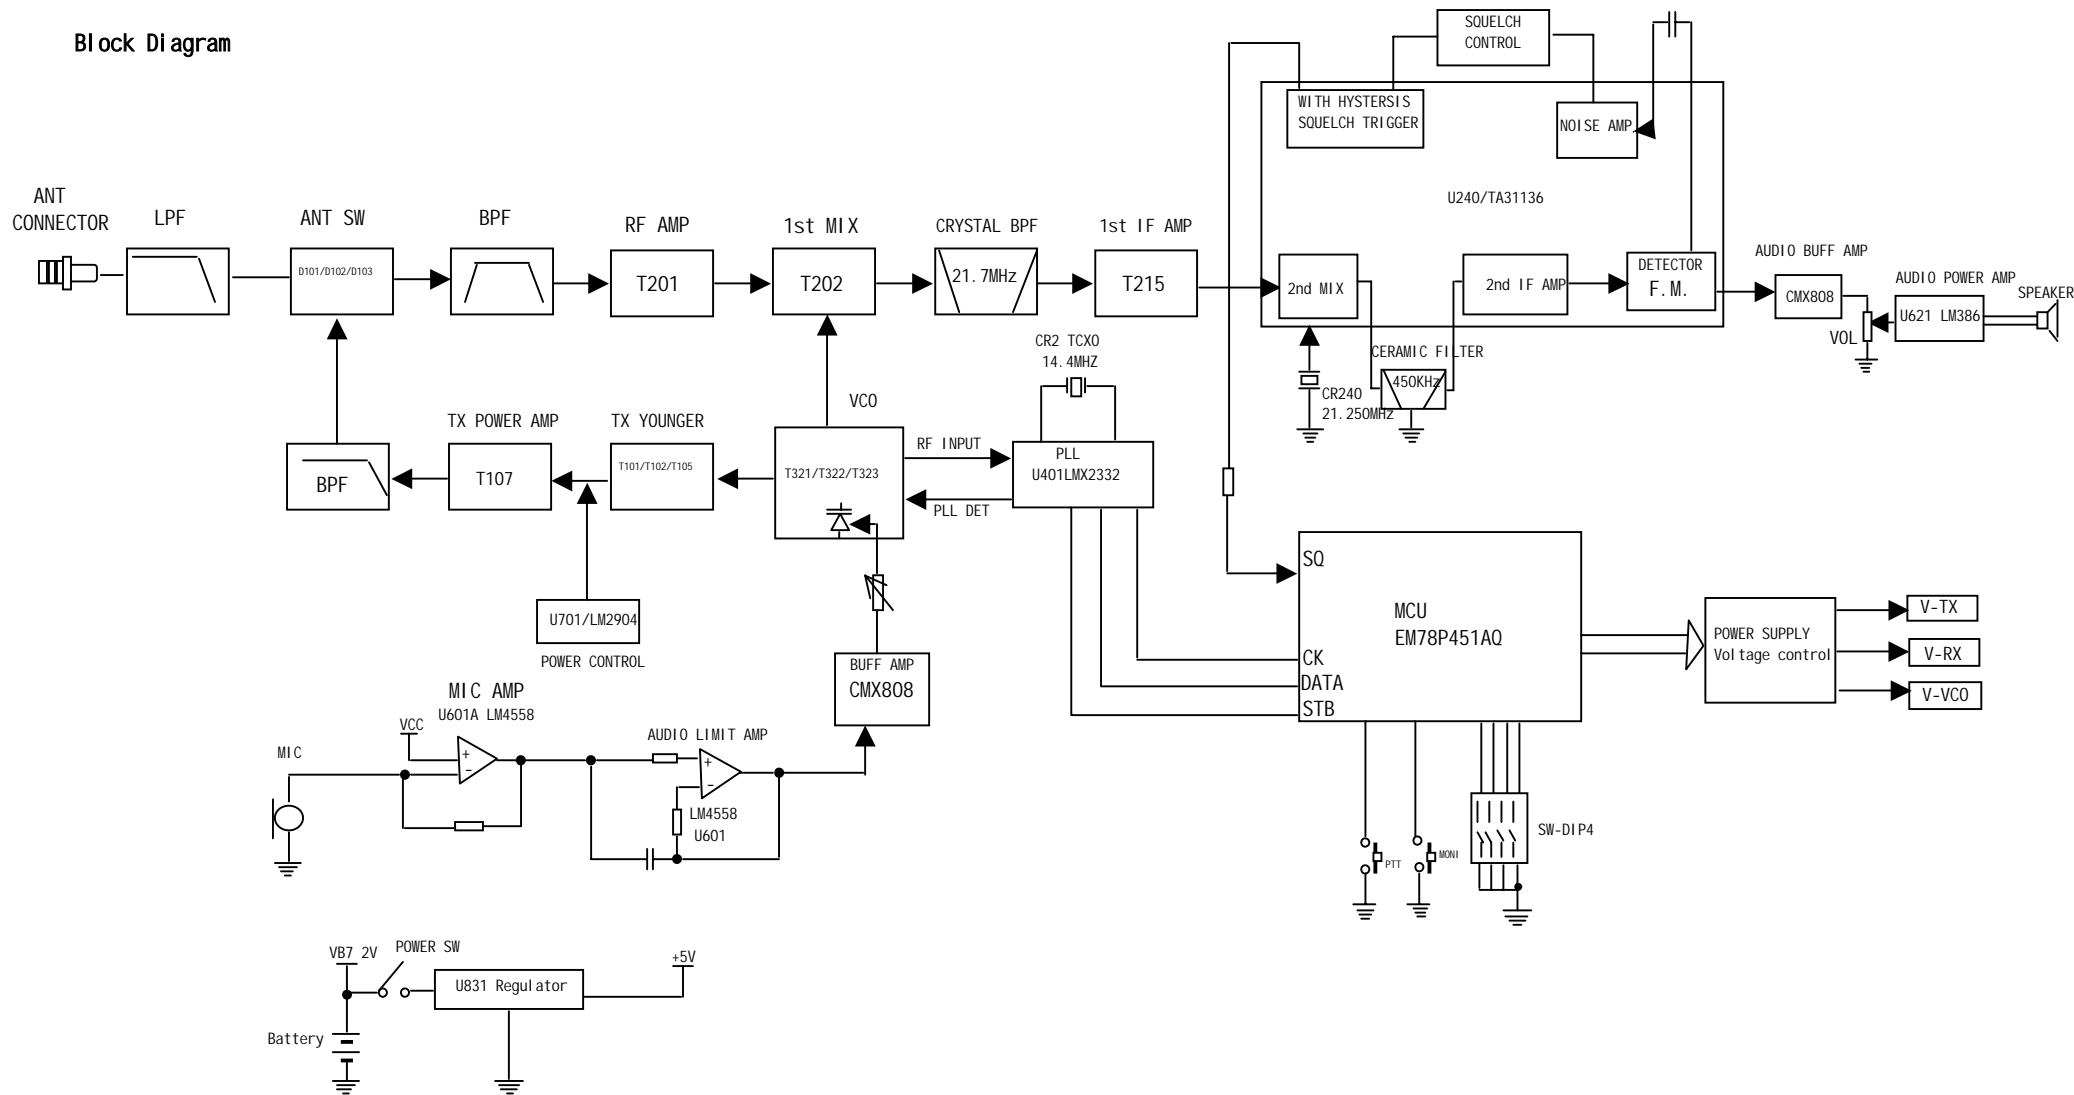 Block Diagram
SQUELCH
CONTROL
WITH HYSTERSIS
SQUELCH TRIGGER
NOISE AMP
U240/TA31136
ANT
CONNECTOR
LPF
ANT SW
BPF
RF AMP
1st MIX
CRYSTAL BPF
1st IF AMP
D101/D102/D103
T201
T202
21.7MHz
T215
2nd MIX
2nd IF AMP
DETECTOR
F.M.
AUDIO BUFF AMP
CMX808
VOL
AUDIO POWER AMP
U621 LM386
SPEAKER
CR2 TCXO
14.4MHZ
CERAMIC FILTER
450KHz
CR240
21.250MHz
TX POWER AMP
TX YOUNGER
VCO
BPF
T107
T101/T102/T105
T321/T322/T323
RF INPUT
PLL DET
PLL
U401LMX2332
U701/LM2904
POWER CONTROL
BUFF AMP
CMX808
SQ
MCU
EM78P451AQ
CK
DATA
STB
POWER SUPPLY
Voltage control
V-TX
V-RX
V-VCO
MIC AMP
U601A LM4558
VCC
+
-
MIC
AUDIO LIMIT AMP
+
-
LM4558
U601
PTT
MONI
SW-DIP4
VB7 2V
POWER SW
U831 Regulator
+5V
Battery